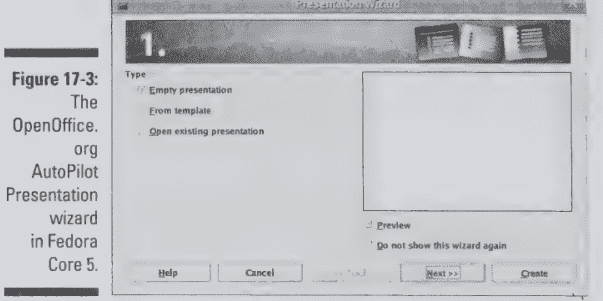 Presentation Wizard
1.
Figure 17-3:
The
OpenOffice.
org
AutoPilot
Presentation
wizard
in Fedora
Core 5.
Type
Empty presentation
From template
Open existing presentation
Preview
Do not show this wizard again
Help
Cancel
Next >>
Create